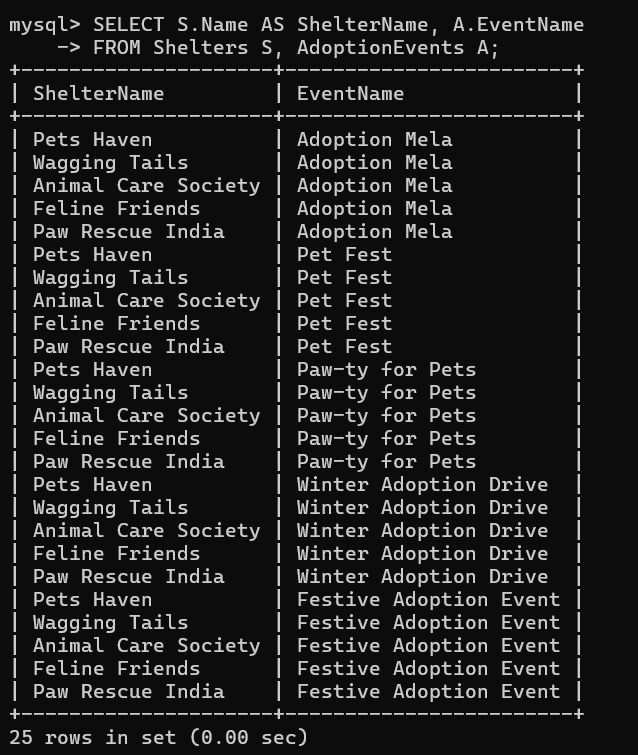 mysql> SELECT S.Name AS ShelterName, A.EventName
    -> FROM Shelters S, AdoptionEvents A;
+---------------------+------------------------+
| ShelterName         | EventName              |
+---------------------+------------------------+
| Pets Haven          | Adoption Mela          |
| Wagging Tails       | Adoption Mela          |
| Animal Care Society | Adoption Mela          |
| Feline Friends      | Adoption Mela          |
| Paw Rescue India    | Adoption Mela          |
| Pets Haven          | Pet Fest               |
| Wagging Tails       | Pet Fest               |
| Animal Care Society | Pet Fest               |
| Feline Friends      | Pet Fest               |
| Paw Rescue India    | Pet Fest               |
| Pets Haven          | Paw-ty for Pets        |
| Wagging Tails       | Paw-ty for Pets        |
| Animal Care Society | Paw-ty for Pets        |
| Feline Friends      | Paw-ty for Pets        |
| Paw Rescue India    | Paw-ty for Pets        |
| Pets Haven          | Winter Adoption Drive  |
| Wagging Tails       | Winter Adoption Drive  |
| Animal Care Society | Winter Adoption Drive  |
| Feline Friends      | Winter Adoption Drive  |
| Paw Rescue India    | Winter Adoption Drive  |
| Pets Haven          | Festive Adoption Event |
| Wagging Tails       | Festive Adoption Event |
| Animal Care Society | Festive Adoption Event |
| Feline Friends      | Festive Adoption Event |
| Paw Rescue India    | Festive Adoption Event |
+---------------------+------------------------+
25 rows in set (0.00 sec)